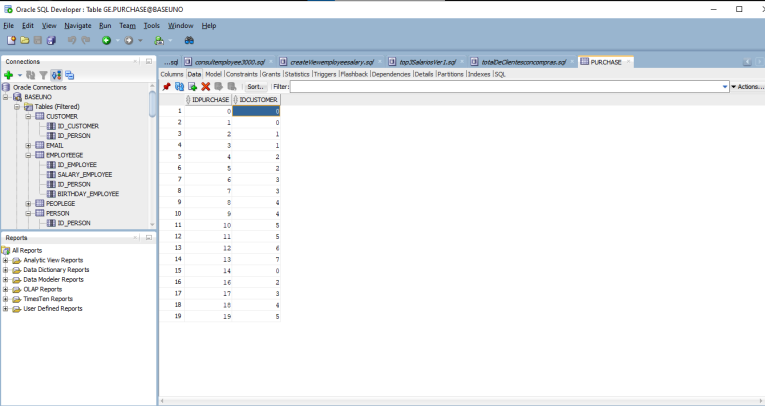 Oracle SQL Developer : Table GE.PURCHASE@BASEUNO
File Edit View Navigate Run Team Tools Window Help
Connections
Oracle Connections
BASEUNO
Tables (Filtered)
CUSTOMER
ID_CUSTOMER
ID_PERSON
EMAIL
EMPLOYEEGE
ID_EMPLOYEE
SALARY_EMPLOYEE
ID_PERSON
BIRTHDAY_EMPLOYEE
PEOPLEGE
PERSON
ID_PERSON
Reports
All Reports
Analytic View Reports
Data Dictionary Reports
Data Modeler Reports
OLAP Reports
TimesTen Reports
User Defined Reports
...sql consultemployee3000.sql createViewemployeesalary.sql top3SalariosVer1.sql totalDeClientesconcompras.sql PURCHASE
Columns Data Model Constraints Grants Statistics Triggers Flashback Dependencies Details Partitions Indexes SQL
Sort.. Filter: Actions...
IDPURCHASE IDCUSTOMER
1 0 0
2 1 0
3 2 1
4 3 1
5 4 2
6 5 2
7 6 3
8 7 3
9 8 4
10 9 4
11 10 5
12 11 5
13 12 6
14 13 7
15 14 0
16 16 2
17 17 3
18 18 4
19 19 5